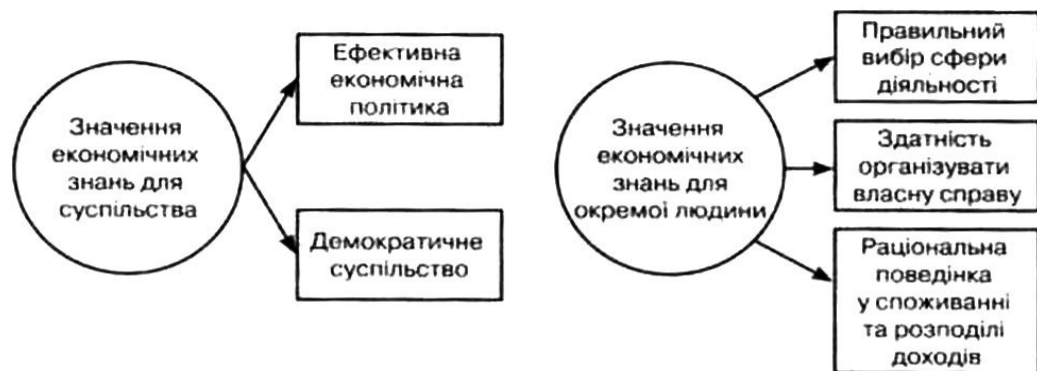 Значення
економічних
знань для
суспільства
Ефективна
економічна
політика
Демократичне
суспільство
Значення
економічних
знань для
окремої людини
Правильний
вибір сфери
діяльності
Здатність
організувати
власну справу
Раціональна
поведінка
у споживанні
та розподілі
доходів